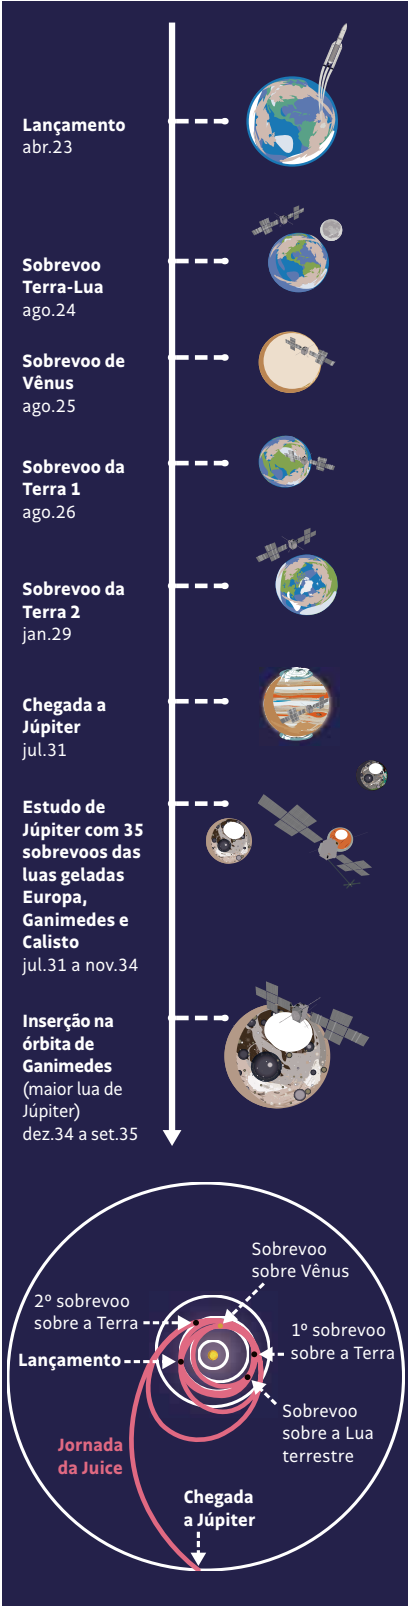 Lançamento
abr.23
Sobrevoo
Terra-Lua
ago.24
Sobrevoo de
Vênus
ago.25
Sobrevoo da
Terra 1
ago.26
Sobrevoo da
Terra 2
jan.29
Chegada a
Júpiter
jul.31
Estudo de
Júpiter com 35
sobrevoos das
luas geladas
Europa,
Ganimedes e
Calisto
jul.31 a nov.34
Inserção na
órbita de
Ganimedes
(maior lua de
Júpiter)
dez.34 a set.35
Sobrevoo
sobre Vênus
2º sobrevoo
sobre a Terra
1º sobrevoo
sobre a Terra
Lançamento
Sobrevoo
sobre a Lua
terrestre
Jornada
da Juice
Chegada
a Júpiter